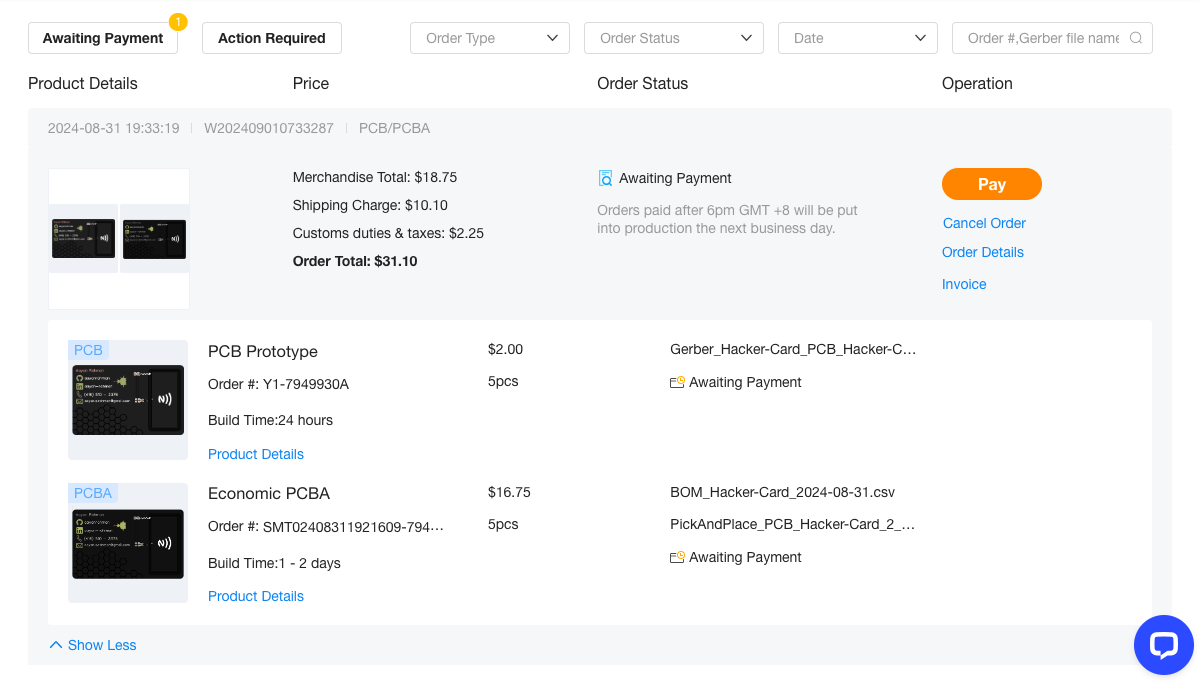 Awaiting Payment
1
Action Required
Order Type
Order Status
Date
Order #,Gerber file name
Product Details
Price
Order Status
Operation
2024-08-31 19:33:19
W202409010733287
PCB/PCBA
Merchandise Total: $18.75
Shipping Charge: $10.10
Customs duties & taxes: $2.25
Order Total: $31.10
Awaiting Payment
Orders paid after 6pm GMT +8 will be put
into production the next business day.
Pay
Cancel Order
Order Details
Invoice
PCB
PCB Prototype
Order #: Y1-7949930A
Build Time:24 hours
Product Details
$2.00
5pcs
Gerber_Hacker-Card_PCB_Hacker-C...
Awaiting Payment
PCBA
Economic PCBA
Order #: SMT02408311921609-794...
Build Time:1 - 2 days
Product Details
$16.75
5pcs
BOM_Hacker-Card_2024-08-31.csv
PickAndPlace_PCB_Hacker-Card_2_...
Awaiting Payment
Show Less